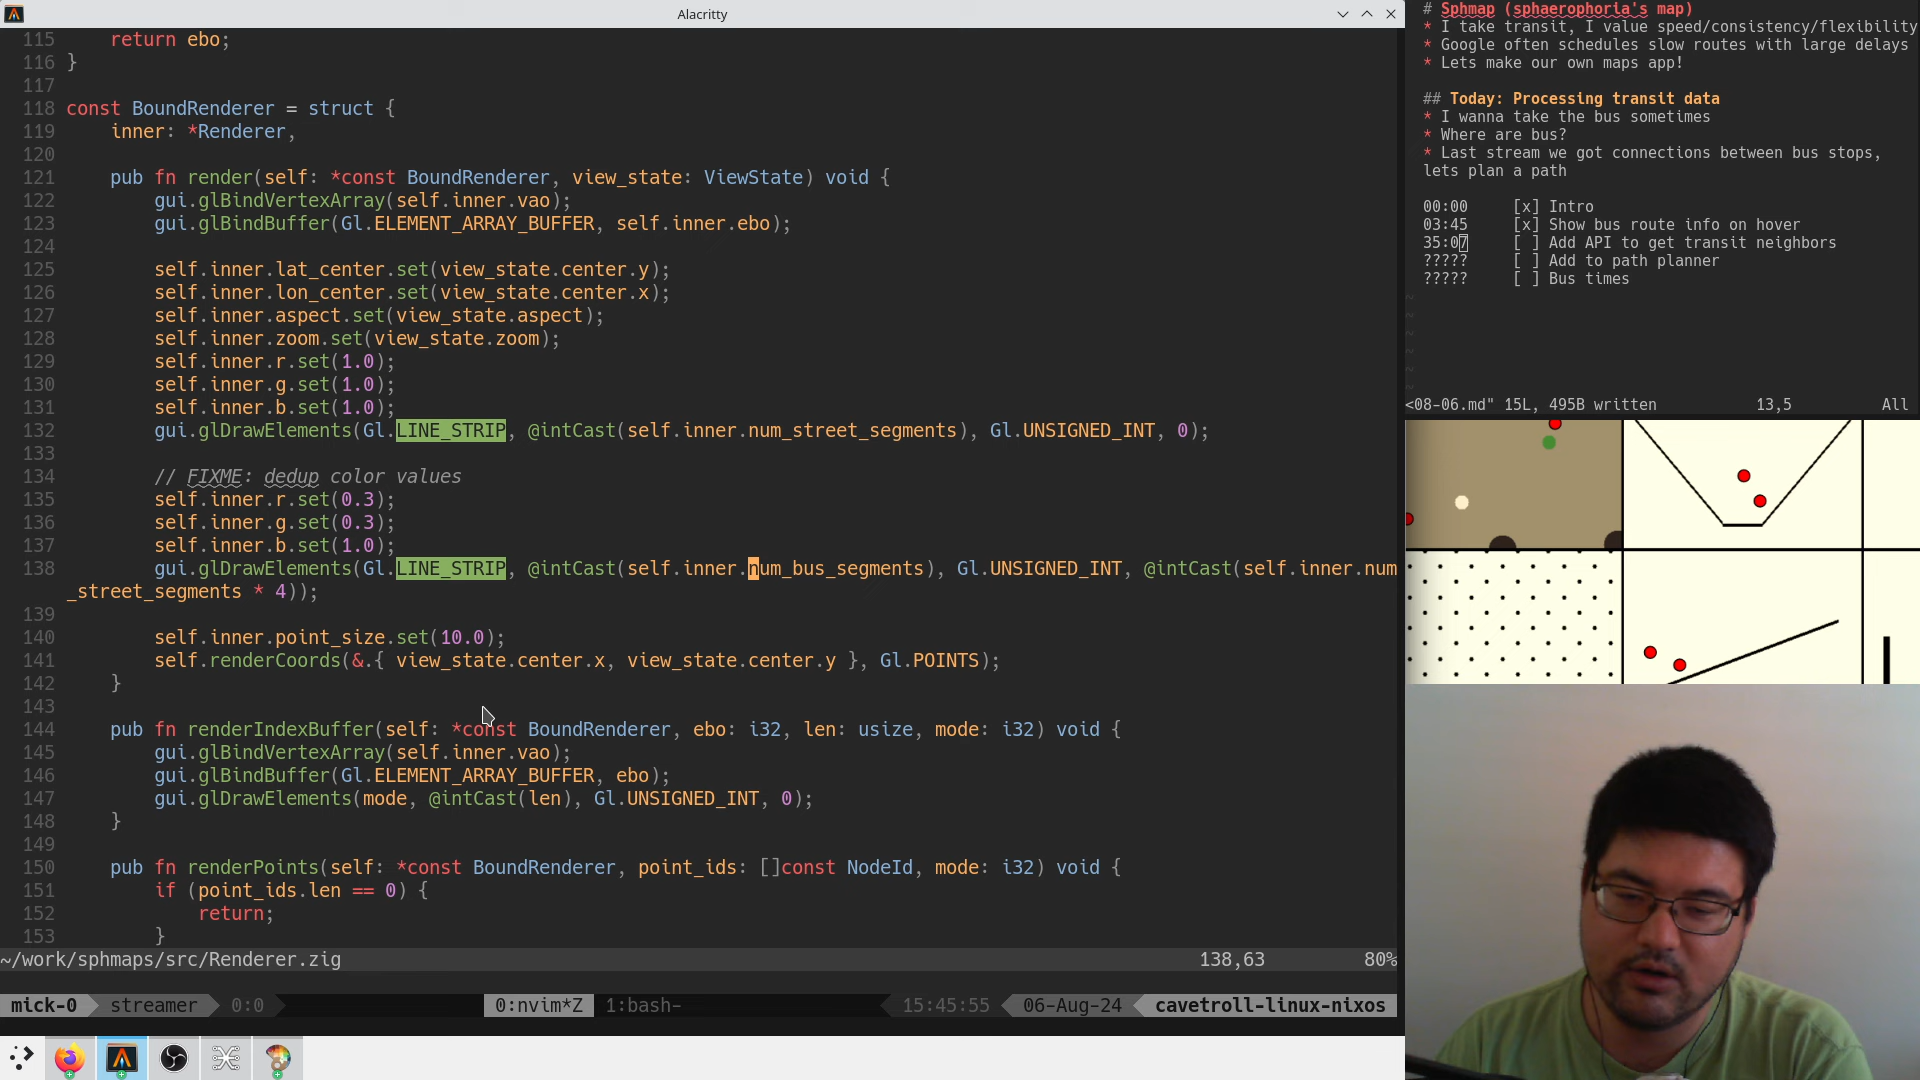 Alacritty
115     return ebo;
116 }
117
118 const BoundRenderer = struct {
119     inner: *Renderer,
120
121     pub fn render(self: *const BoundRenderer, view_state: ViewState) void {
122         gui.glBindVertexArray(self.inner.vao);
123         gui.glBindBuffer(Gl.ELEMENT_ARRAY_BUFFER, self.inner.ebo);
124
125         self.inner.lat_center.set(view_state.center.y);
126         self.inner.lon_center.set(view_state.center.x);
127         self.inner.aspect.set(view_state.aspect);
128         self.inner.zoom.set(view_state.zoom);
129         self.inner.r.set(1.0);
130         self.inner.g.set(1.0);
131         self.inner.b.set(1.0);
132         gui.glDrawElements(Gl.LINE_STRIP, @intCast(self.inner.num_street_segments), Gl.UNSIGNED_INT, 0);
133
134         // FIXME: dedup color values
135         self.inner.r.set(0.3);
136         self.inner.g.set(0.3);
137         self.inner.b.set(1.0);
138         gui.glDrawElements(Gl.LINE_STRIP, @intCast(self.inner.num_bus_segments), Gl.UNSIGNED_INT, @intCast(self.inner.num
_street_segments * 4));
139
140         self.inner.point_size.set(10.0);
141         self.renderCoords(&.{ view_state.center.x, view_state.center.y }, Gl.POINTS);
142     }
143
144     pub fn renderIndexBuffer(self: *const BoundRenderer, ebo: i32, len: usize, mode: i32) void {
145         gui.glBindVertexArray(self.inner.vao);
146         gui.glBindBuffer(Gl.ELEMENT_ARRAY_BUFFER, ebo);
147         gui.glDrawElements(mode, @intCast(len), Gl.UNSIGNED_INT, 0);
148     }
149
150     pub fn renderPoints(self: *const BoundRenderer, point_ids: []const NodeId, mode: i32) void {
151         if (point_ids.len == 0) {
152             return;
153         }
~/work/sphmaps/src/Renderer.zig 138,63 80%
mick-0 streamer 0:0 0:nvim*Z 1:bash- 15:45:55 06-Aug-24 cavetroll-linux-nixos
# Sphmap (sphaerophoria's map)
* I take transit, I value speed/consistency/flexibility
* Google often schedules slow routes with large delays
* Lets make our own maps app!
## Today: Processing transit data
* I wanna take the bus sometimes
* Where are bus?
* Last stream we got connections between bus stops,
lets plan a path
00:00     [x] Intro
03:45     [x] Show bus route info on hover
35:07     [ ] Add API to get transit neighbors
?????     [ ] Add to path planner
?????     [ ] Bus times
~
~
~
~
~
~
<08-06.md" 15L, 495B written 13,5 All